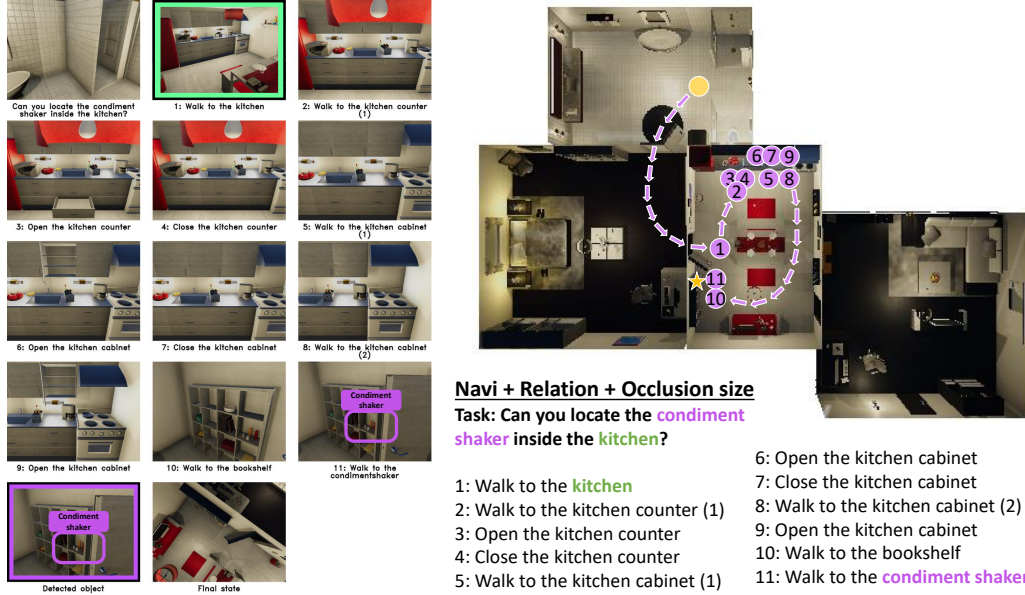 Can you locate the condiment
shaker inside the kitchen?
1: Walk to the kitchen
2: Walk to the kitchen counter
(1)
3: Open the kitchen counter
4: Close the kitchen counter
5: Walk to the kitchen cabinet
(1)
6: Open the kitchen cabinet
7: Close the kitchen cabinet
8: Walk to the kitchen cabinet
(2)
9: Open the kitchen cabinet
10: Walk to the bookshelf
Condiment
shaker
11: Walk to the
condimentshaker
Condiment
shaker
Detected object
Final state
6 7 9
3 4 5 8
2
1
11
10
Navi + Relation + Occlusion size
Task: Can you locate the condiment
shaker inside the kitchen?
1: Walk to the kitchen
2: Walk to the kitchen counter (1)
3: Open the kitchen counter
4: Close the kitchen counter
5: Walk to the kitchen cabinet (1)
6: Open the kitchen cabinet
7: Close the kitchen cabinet
8: Walk to the kitchen cabinet (2)
9: Open the kitchen cabinet
10: Walk to the bookshelf
11: Walk to the condiment shaker